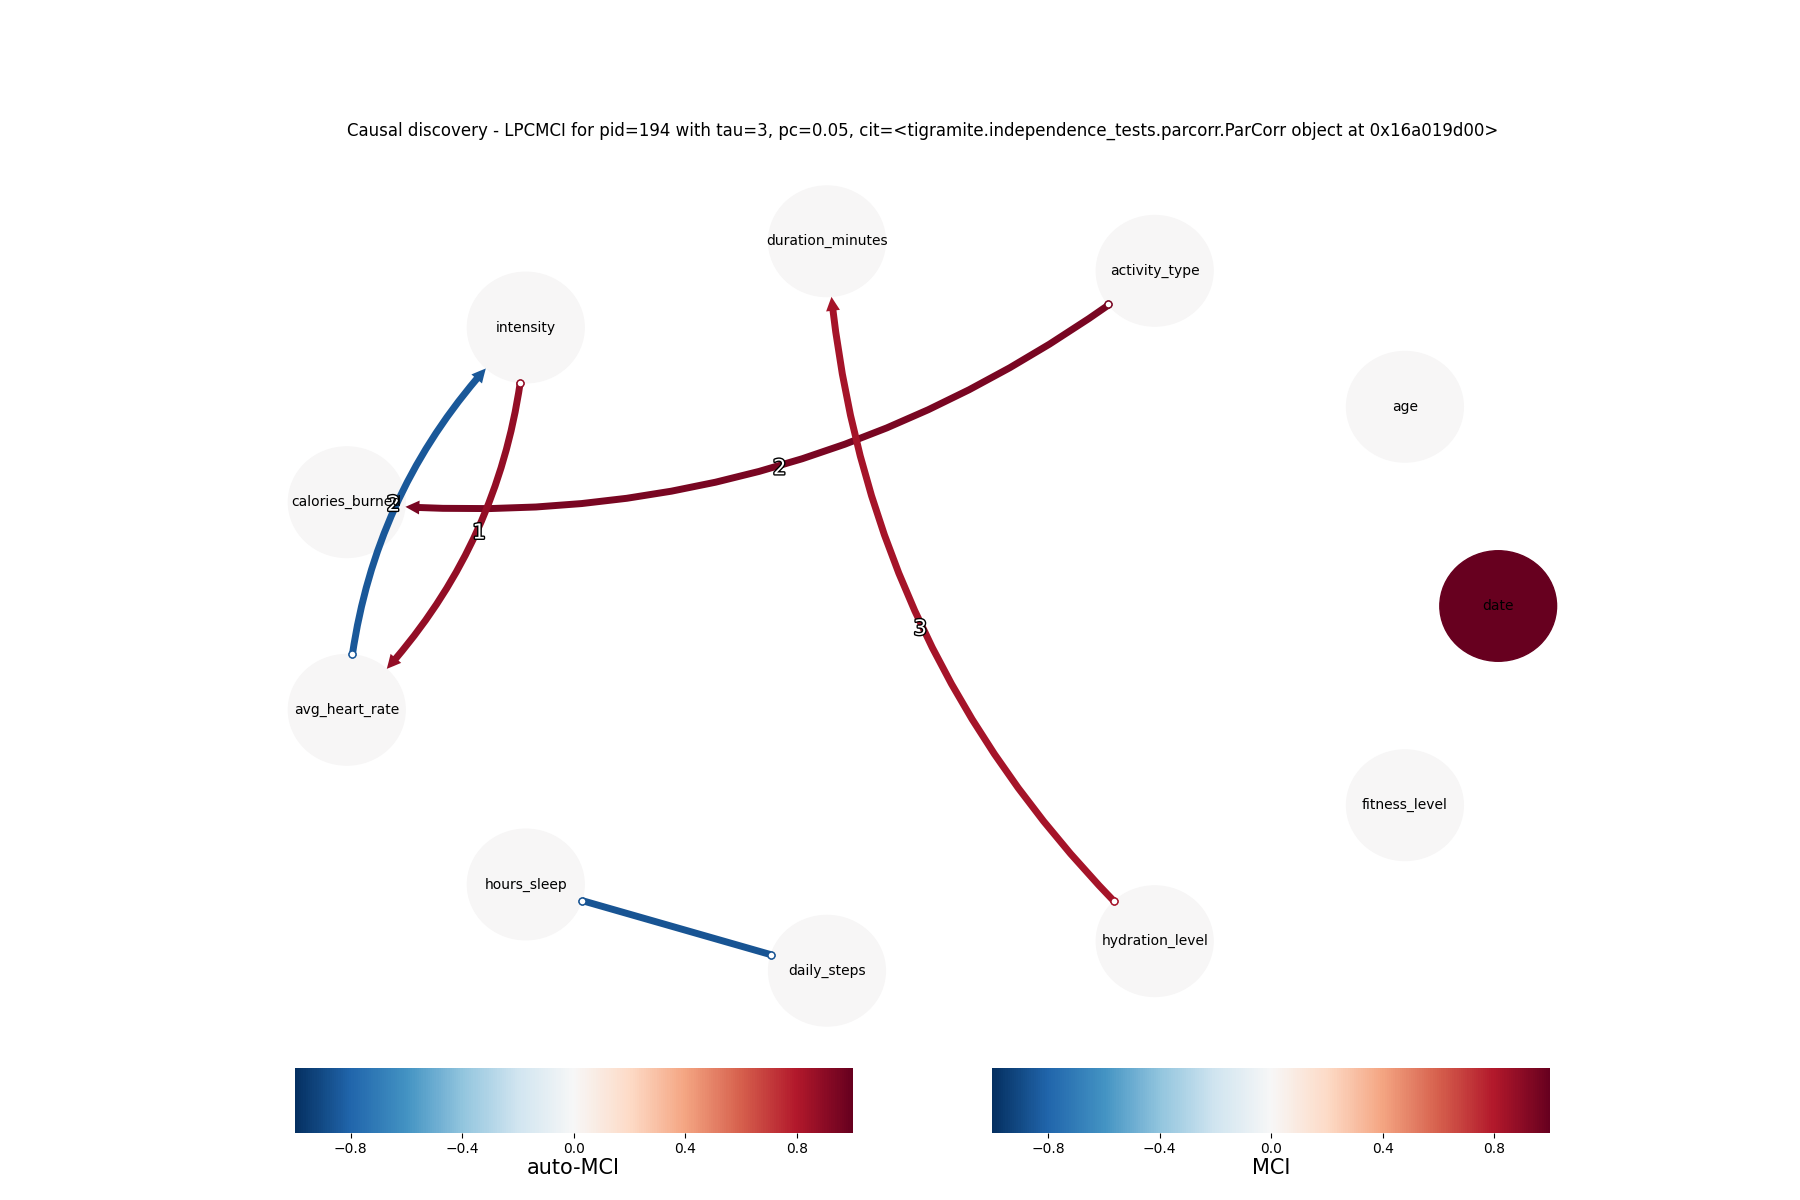 Causal discovery - LPCMCI for pid=194 with tau=3, pc=0.05, cit=<tigramite.independence_tests.parcorr.ParCorr object at 0x16a019d00>
duration_minutes
activity_type
intensity
age
2
calories_burned
2
1
date
3
avg_heart_rate
fitness_level
hours_sleep
hydration_level
daily_steps
−0.8 −0.4 0.0 0.4 0.8
auto-MCI
−0.8 −0.4 0.0 0.4 0.8
MCI